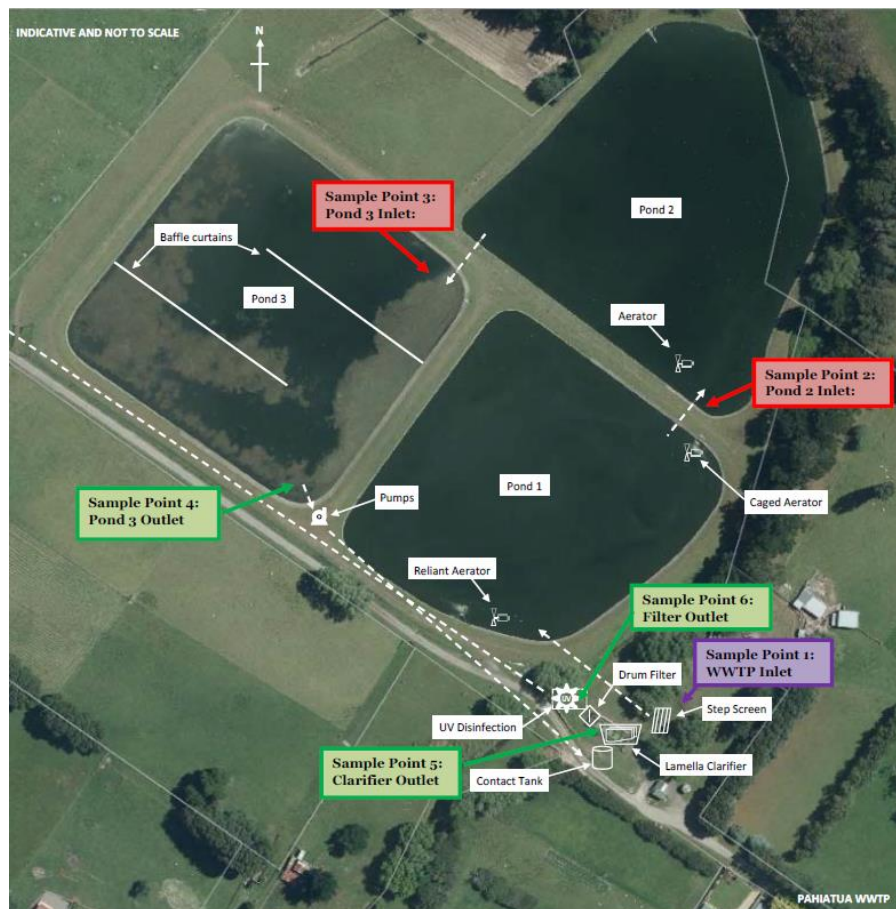 INDICATIVE AND NOT TO SCALE
N
Sample Point 3:
Pond 3 Inlet:
Pond 2
Baffle curtains
Pond 3
Aerator
Sample Point 2:
Pond 2 Inlet:
Pond 1
Sample Point 4:
Pond 3 Outlet
Pumps
Caged Aerator
Reliant Aerator
Sample Point 6:
Filter Outlet
Sample Point 1:
WWTP Inlet
Drum Filter
UV
Step Screen
UV Disinfection
Sample Point 5:
Clarifier Outlet
Contact Tank
Lamella Clarifier
PAHIATUA WWTP